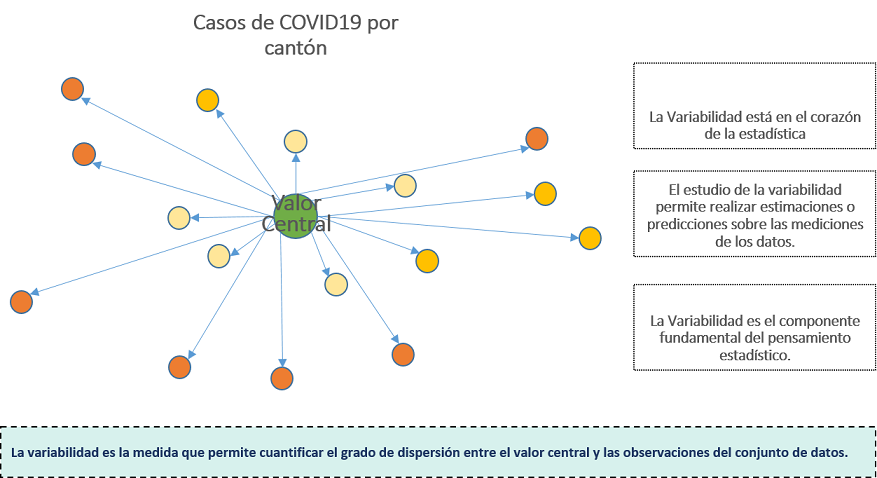 Casos de COVID19 por
cantón
Valor
Central
La Variabilidad está en el corazón
de la estadística
El estudio de la variabilidad
permite realizar estimaciones o
predicciones sobre las mediciones
de los datos.
La Variabilidad es el componente
fundamental del pensamiento
estadístico.
La variabilidad es la medida que permite cuantificar el grado de dispersión entre el valor central y las observaciones del conjunto de datos.